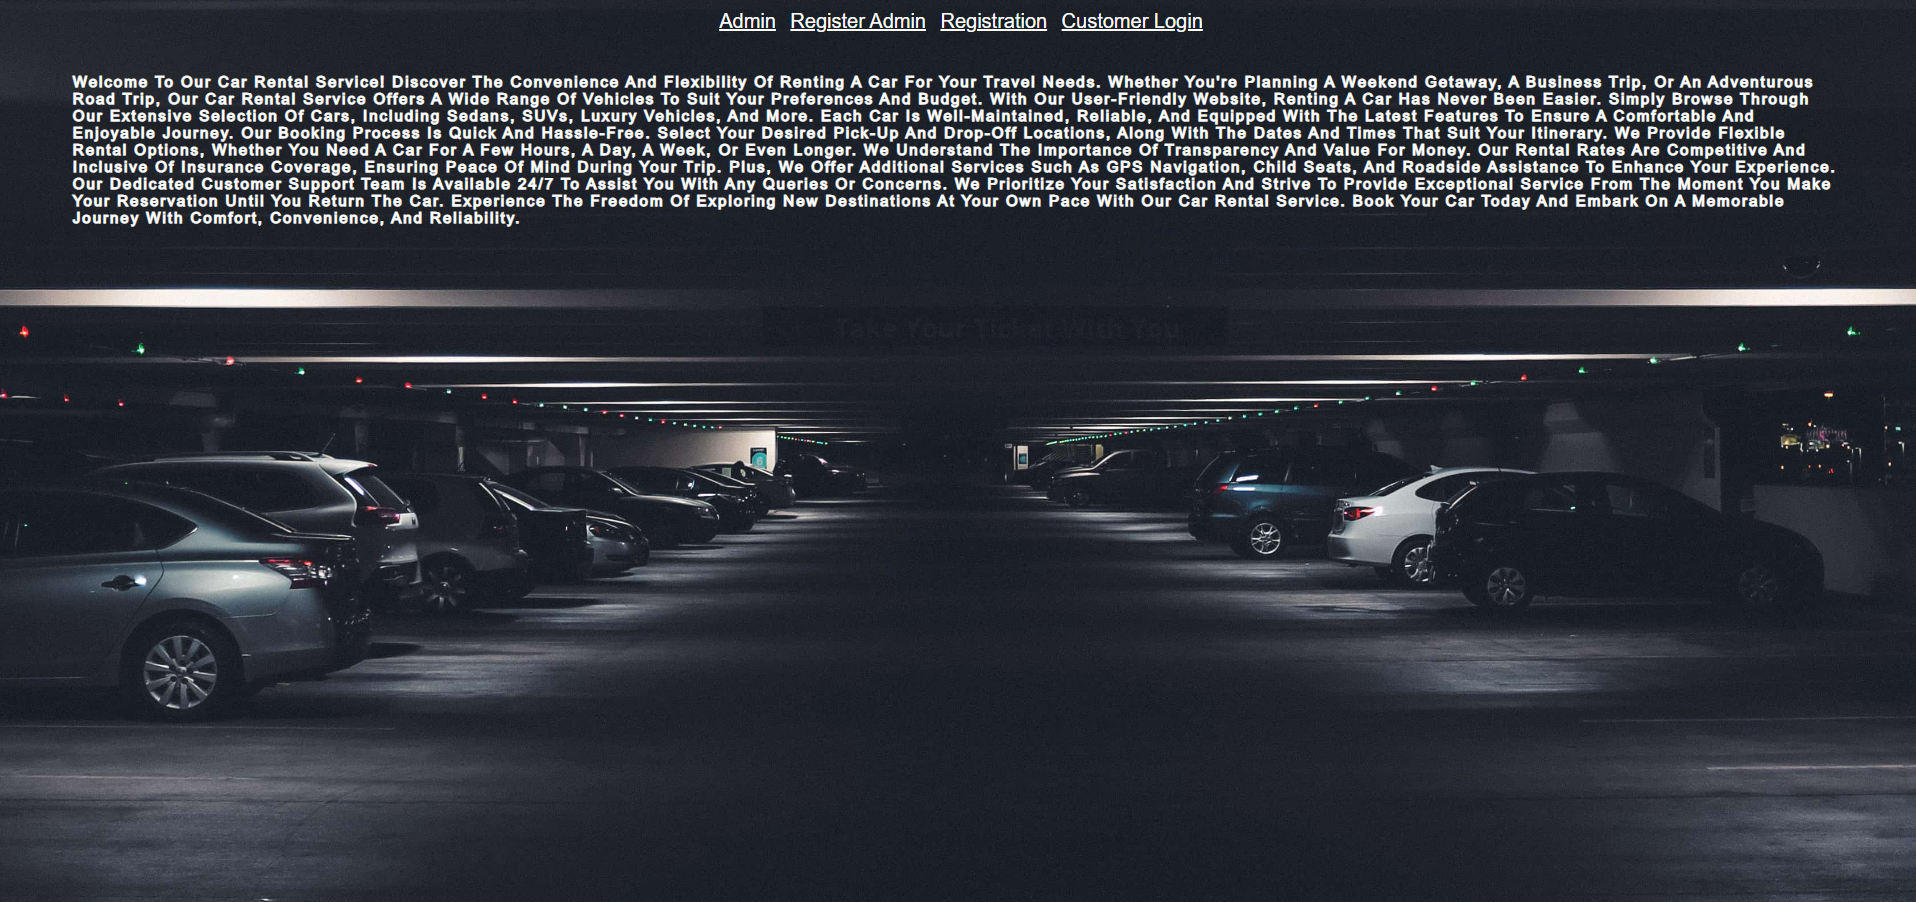 Admin Register Admin Registration Customer Login
Welcome To Our Car Rental Service! Discover The Convenience And Flexibility Of Renting A Car For Your Travel Needs. Whether You're Planning A Weekend Getaway, A Business Trip, Or An Adventurous
Road Trip, Our Car Rental Service Offers A Wide Range Of Vehicles To Suit Your Preferences And Budget. With Our User-Friendly Website, Renting A Car Has Never Been Easier. Simply Browse Through
Our Extensive Selection Of Cars, Including Sedans, SUVs, Luxury Vehicles, And More. Each Car Is Well-Maintained, Reliable, And Equipped With The Latest Features To Ensure A Comfortable And
Enjoyable Journey. Our Booking Process Is Quick And Hassle-Free. Select Your Desired Pick-Up And Drop-Off Locations, Along With The Dates And Times That Suit Your Itinerary. We Provide Flexible
Rental Options, Whether You Need A Car For A Few Hours, A Day, A Week, Or Even Longer. We Understand The Importance Of Transparency And Value For Money. Our Rental Rates Are Competitive And
Inclusive Of Insurance Coverage, Ensuring Peace Of Mind During Your Trip. Plus, We Offer Additional Services Such As GPS Navigation, Child Seats, And Roadside Assistance To Enhance Your Experience.
Our Dedicated Customer Support Team Is Available 24/7 To Assist You With Any Queries Or Concerns. We Prioritize Your Satisfaction And Strive To Provide Exceptional Service From The Moment You Make
Your Reservation Until You Return The Car. Experience The Freedom Of Exploring New Destinations At Your Own Pace With Our Car Rental Service. Book Your Car Today And Embark On A Memorable
Journey With Comfort, Convenience, And Reliability.
Take Your Ticket With You